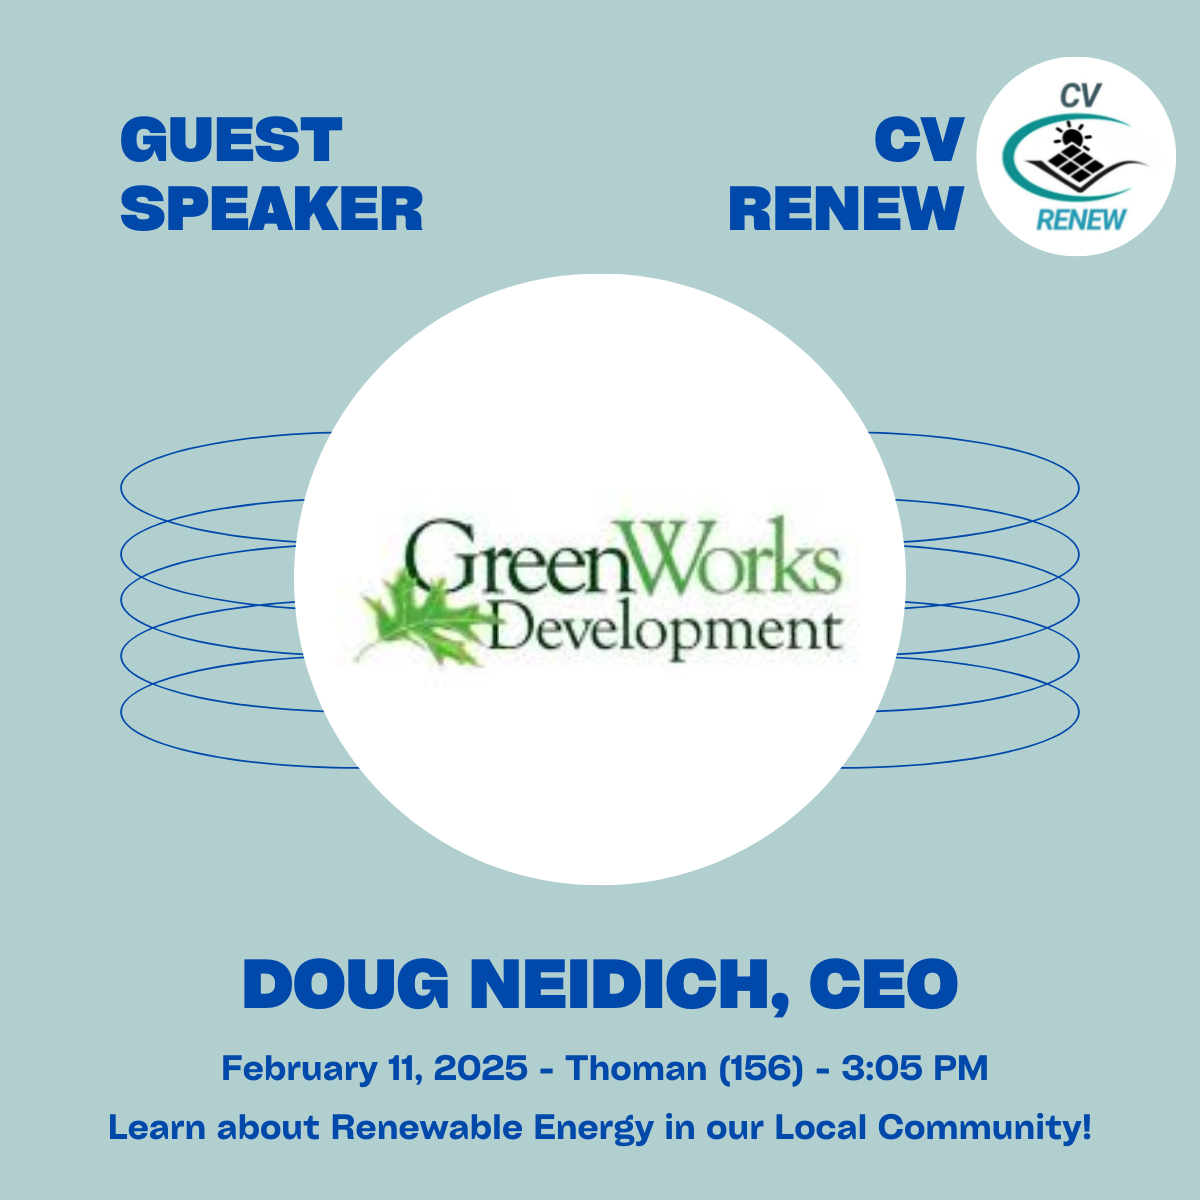 GUEST
SPEAKER
CV
RENEW
CV
RENEW
GreenWorks
Development
DOUG NEIDICH, CEO
February 11, 2025 - Thoman (156) - 3:05 PM
Learn about Renewable Energy in our Local Community!